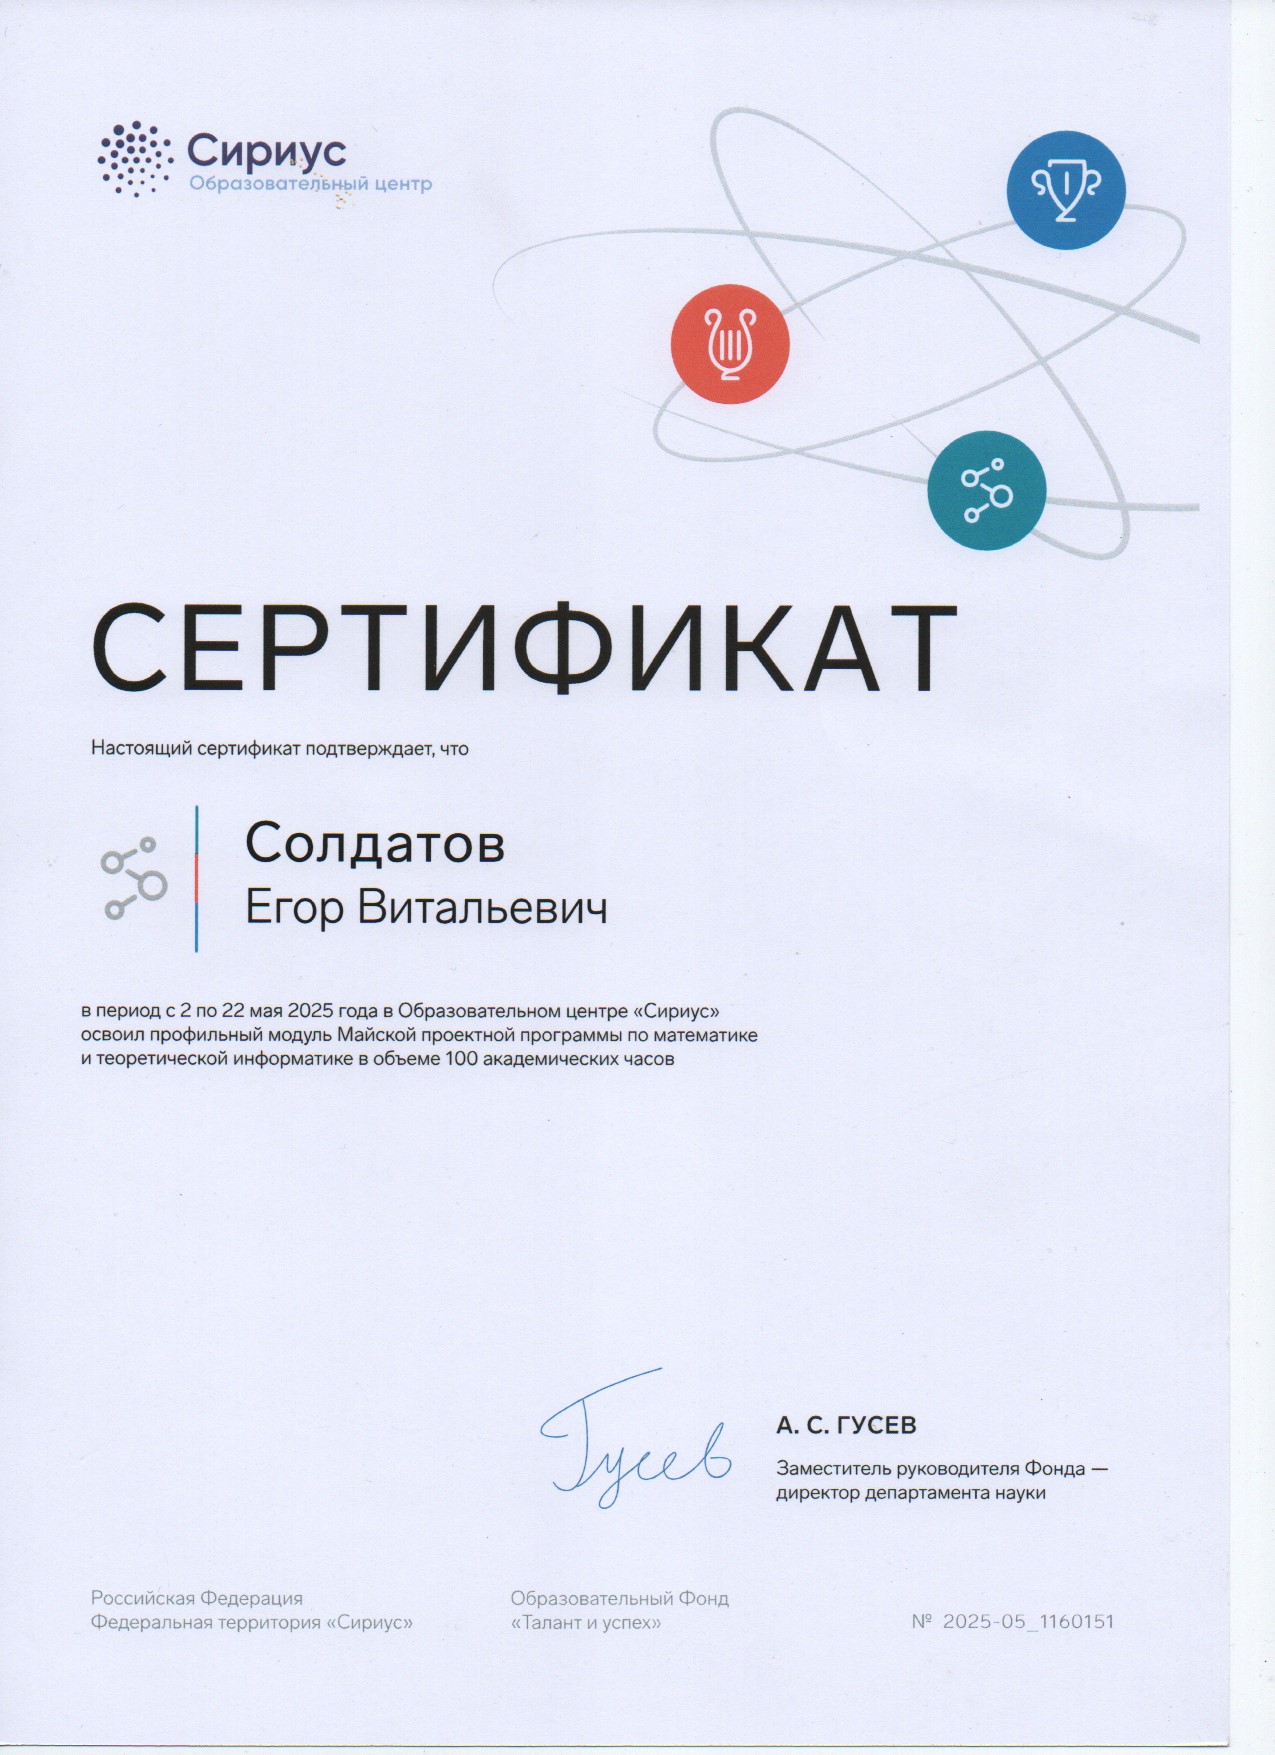 Сириус
Образовательный центр
СЕРТИФИКАТ
Настоящий сертификат подтверждает, что
Солдатов
Егор Витальевич
в период с 2 по 22 мая 2025 года в Образовательном центре «Сириус»
освоил профильный модуль Майской проектной программы по математике
и теоретической информатике в объеме 100 академических часов
Гусев
А. С. ГУСЕВ
Заместитель руководителя Фонда —
директор департамента науки
Российская Федерация
Федеральная территория «Сириус»
Образовательный Фонд
«Талант и успех»
№ 2025-05_1160151